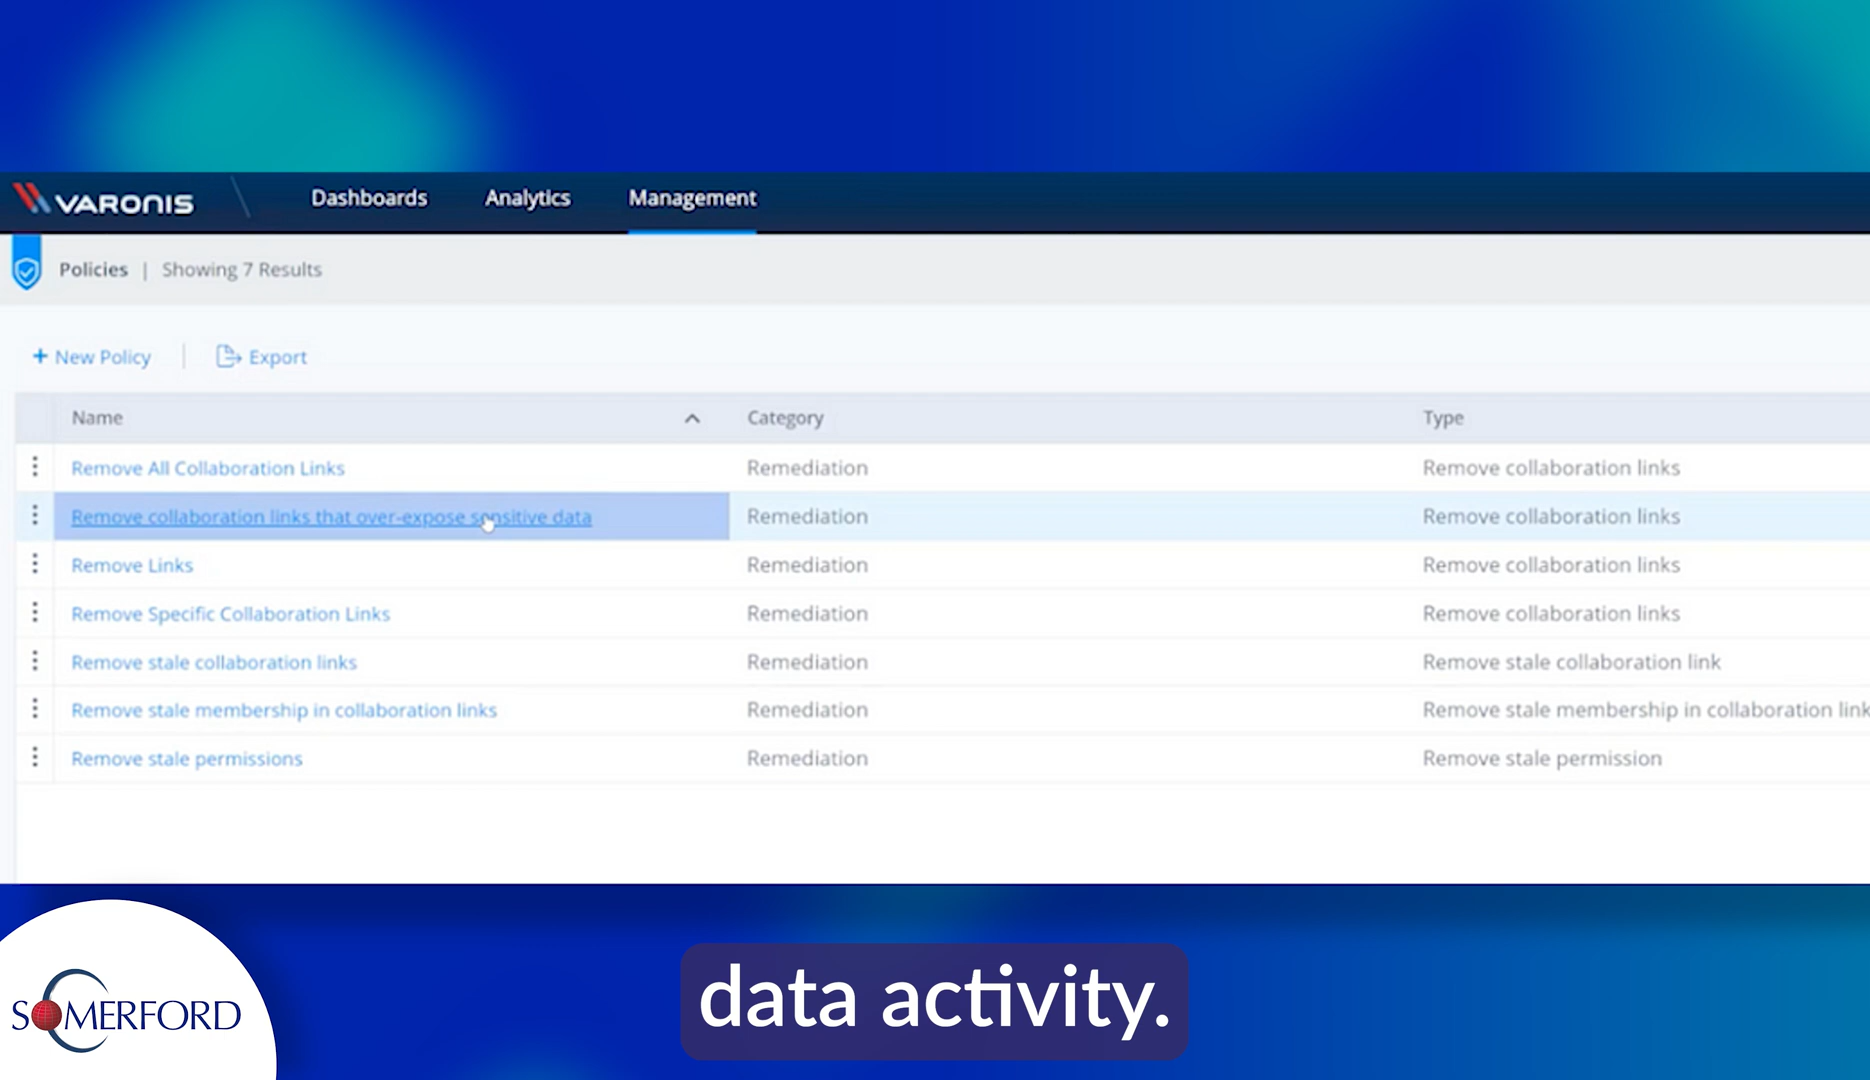 VARONIS Dashboards Analytics Management
Policies | Showing 7 Results
+ New Policy | Export
Name Category Type
Remove All Collaboration Links Remediation Remove collaboration links
Remove collaboration links that over-expose sensitive data Remediation Remove collaboration links
Remove Links Remediation Remove collaboration links
Remove Specific Collaboration Links Remediation Remove collaboration links
Remove stale collaboration links Remediation Remove stale collaboration link
Remove stale membership in collaboration links Remediation Remove stale membership in collaboration link
Remove stale permissions Remediation Remove stale permission
data activity.
SOMERFORD